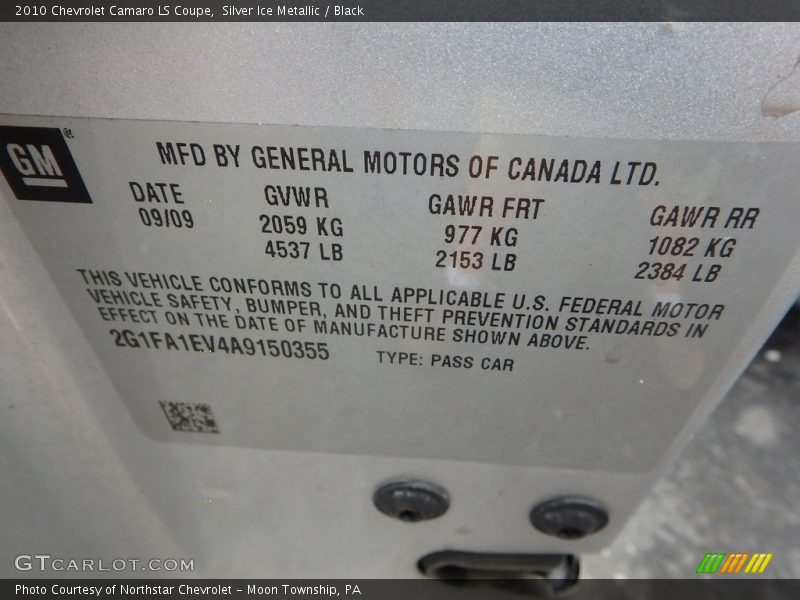 2010 Chevrolet Camaro LS Coupe,  Silver Ice Metallic / Black
GM
MFD BY GENERAL MOTORS OF CANADA LTD.
DATE GVWR GAWR FRT GAWR RR
09/09 2059 KG 977 KG 1082 KG
4537 LB 2153 LB 2384 LB
THIS VEHICLE CONFORMS TO ALL APPLICABLE U.S. FEDERAL MOTOR
VEHICLE SAFETY, BUMPER, AND THEFT PREVENTION STANDARDS IN
EFFECT ON THE DATE OF MANUFACTURE SHOWN ABOVE.
2G1FA1EV4A9150355 TYPE: PASS CAR
GTCARLOT.COM
Photo Courtesy of Northstar Chevrolet - Moon Township, PA